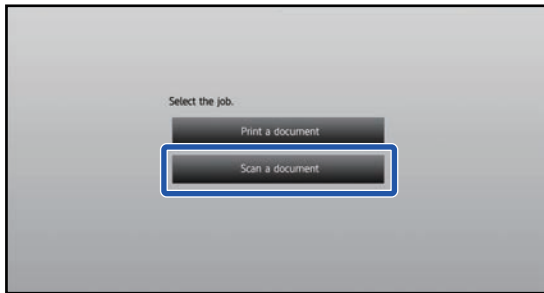 Select the job.
Print a document
Scan a document